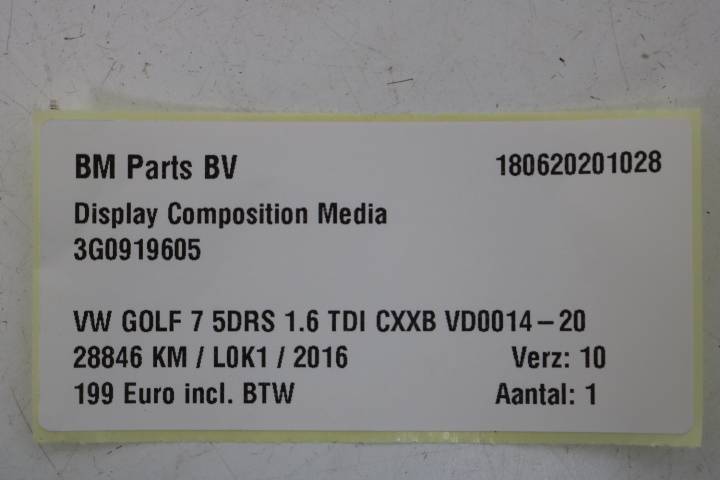 BM Parts BV 180620201028
Display Composition Media
3G0919605
VW GOLF 7 5DRS 1.6 TDI CXXB VD0014-20
28846 KM / L0K1 / 2016 Verz: 10
199 Euro incl. BTW Aantal: 1